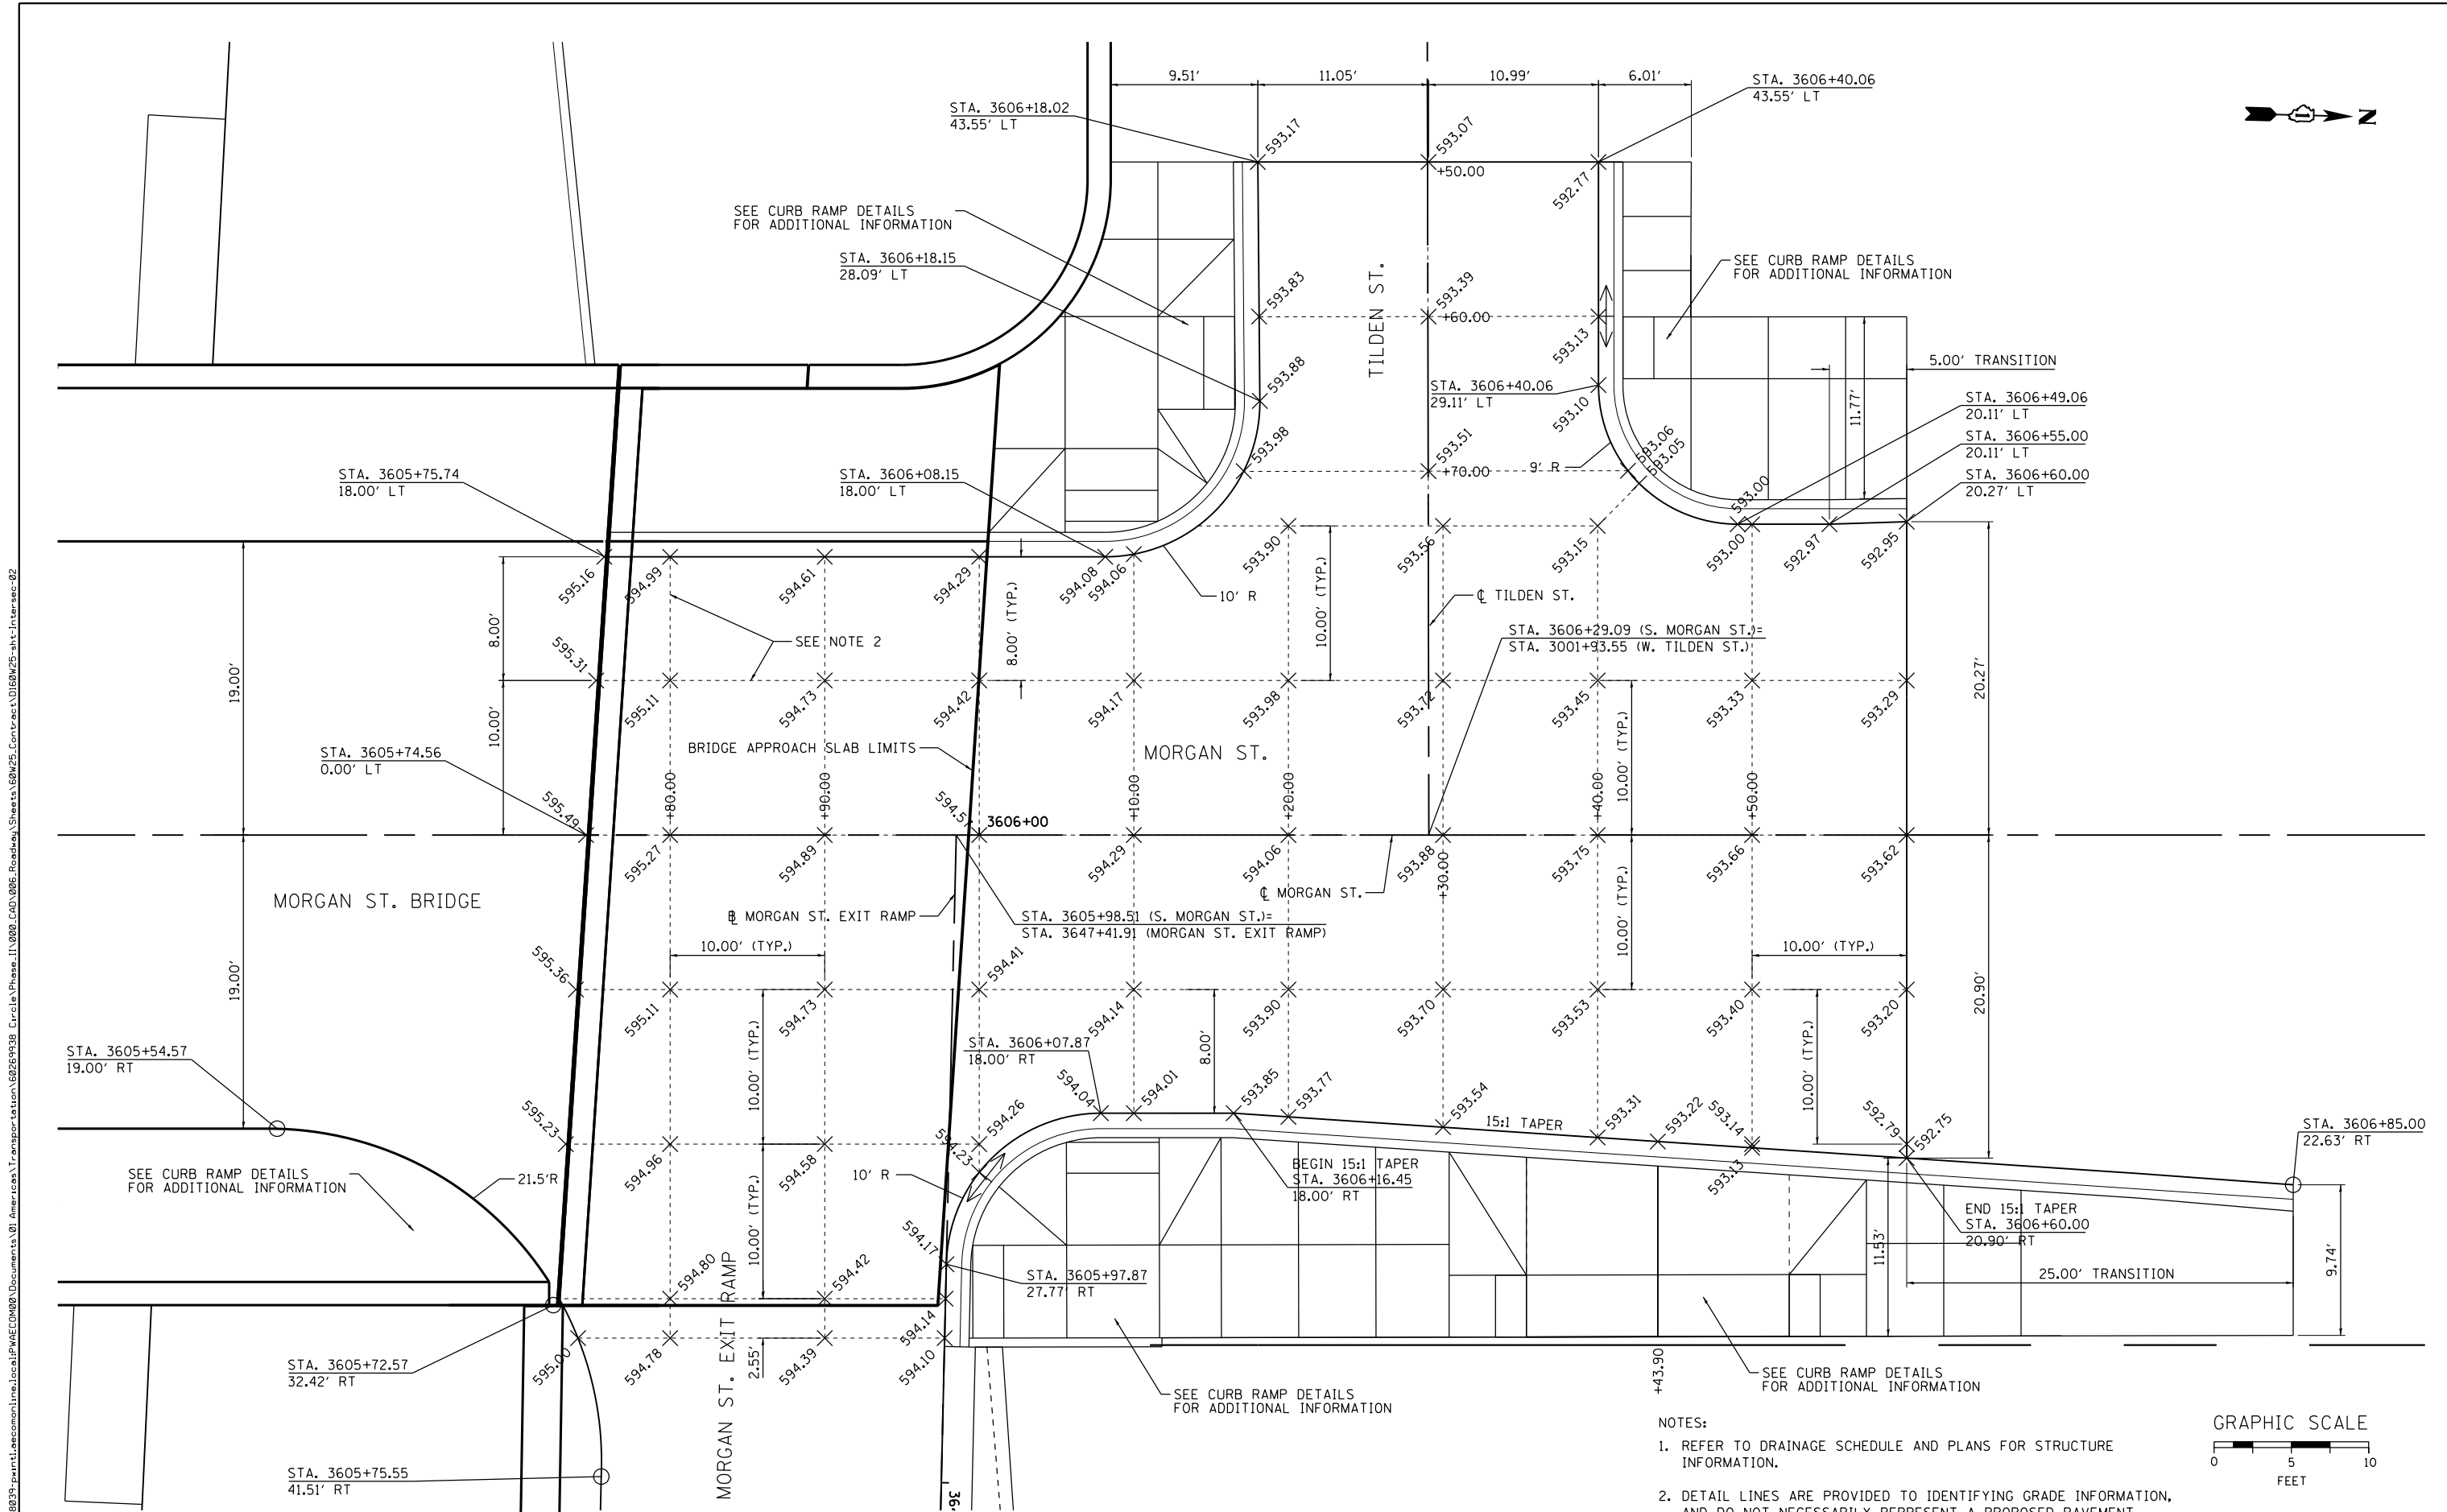 9.51'
11.05'
10.99'
6.01'
STA. 3606+40.06
43.55' LT
STA. 3606+18.02
43.55' LT
N
593.17
593.07
+50.00
592.77
SEE CURB RAMP DETAILS
FOR ADDITIONAL INFORMATION
STA. 3606+18.15
28.09' LT
SEE CURB RAMP DETAILS
FOR ADDITIONAL INFORMATION
TILDEN ST.
593.83
593.39
+60.00
593.13
5.00' TRANSITION
11.77'
593.88
STA. 3606+40.06
29.11' LT
593.10
STA. 3606+49.06
20.11' LT
STA. 3606+55.00
20.11' LT
STA. 3606+60.00
20.27' LT
593.98
593.51
+70.00
9' R
593.06
593.05
593.00
STA. 3605+75.74
18.00' LT
STA. 3606+08.15
18.00' LT
595.16
594.99
594.61
594.29
594.08
594.06
593.90
593.56
593.15
593.00
592.97
592.95
10' R
8.00'
19.00'
8.00' (TYP.)
10.00' (TYP.)
℄ TILDEN ST.
SEE NOTE 2
STA. 3606+29.09 (S. MORGAN ST.)=
STA. 3001+93.55 (W. TILDEN ST.)
595.31
595.11
594.73
594.42
594.17
593.98
593.72
593.45
593.33
593.29
20.27'
10.00'
10.00' (TYP.)
STA. 3605+74.56
0.00' LT
BRIDGE APPROACH SLAB LIMITS
MORGAN ST.
+80.00
+90.00
+10.00
+20.00
+40.00
+50.00
595.49
594.57
3606+00
595.27
594.89
594.29
594.06
593.88
+30.00
593.75
593.66
593.62
MORGAN ST. BRIDGE
℄ MORGAN ST.
MORGAN ST. EXIT RAMP
STA. 3605+98.51 (S. MORGAN ST.)=
STA. 3647+41.91 (MORGAN ST. EXIT RAMP)
10.00' (TYP.)
10.00' (TYP.)
10.00' (TYP.)
19.00'
20.90'
595.36
595.11
594.73
594.41
594.14
593.90
593.70
593.53
593.40
593.20
STA. 3605+54.57
19.00' RT
STA. 3606+07.87
18.00' RT
8.00'
10.00' (TYP.)
10.00' (TYP.)
594.04
594.01
593.85
593.77
593.54
15:1 TAPER
593.31
593.22
593.14
593.13
592.79
592.75
STA. 3606+85.00
22.63' RT
595.23
594.96
594.58
594.26
594.23
SEE CURB RAMP DETAILS
FOR ADDITIONAL INFORMATION
21.5'R
10' R
BEGIN 15:1 TAPER
STA. 3606+16.45
18.00' RT
END 15:1 TAPER
STA. 3606+60.00
20.90' RT
11.53'
9.74'
10.00' (TYP.)
594.17
594.80
594.42
STA. 3605+97.87
27.77' RT
25.00' TRANSITION
594.14
595.00
594.78
594.39
594.10
2.55'
MORGAN ST. EXIT RAMP
STA. 3605+72.57
32.42' RT
+43.90
SEE CURB RAMP DETAILS
FOR ADDITIONAL INFORMATION
SEE CURB RAMP DETAILS
FOR ADDITIONAL INFORMATION
STA. 3605+75.55
41.51' RT
NOTES:
1. REFER TO DRAINAGE SCHEDULE AND PLANS FOR STRUCTURE
INFORMATION.
2. DETAIL LINES ARE PROVIDED TO IDENTIFYING GRADE INFORMATION,
AND DO NOT NECESSARILY REPRESENT A PROPOSED PAVEMENT
GRAPHIC SCALE
0 5 10
FEET